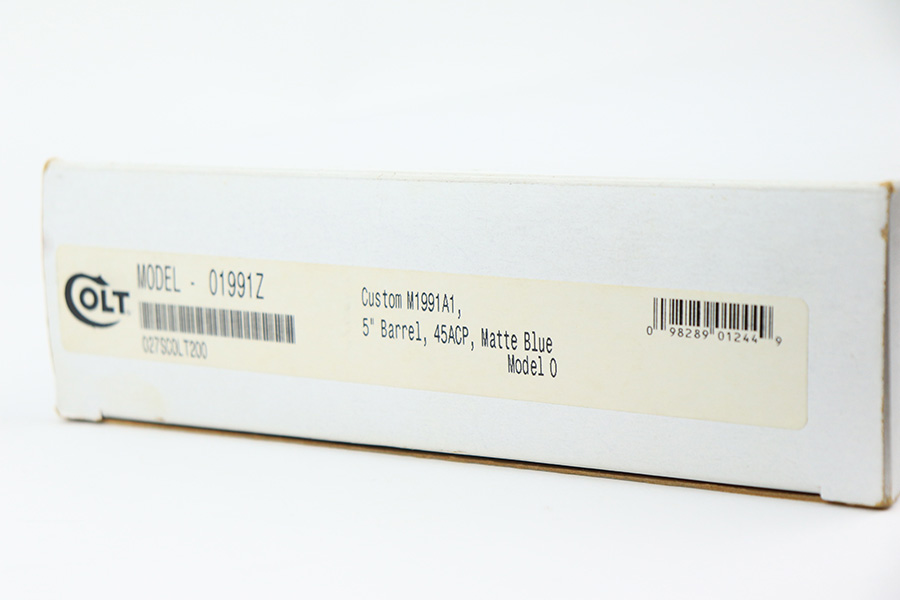 COLT
MODEL - 01991Z
027SCOLT200
Custom M1991A1,
5" Barrel, 45ACP, Matte Blue
Model O
0 98289 01244 9